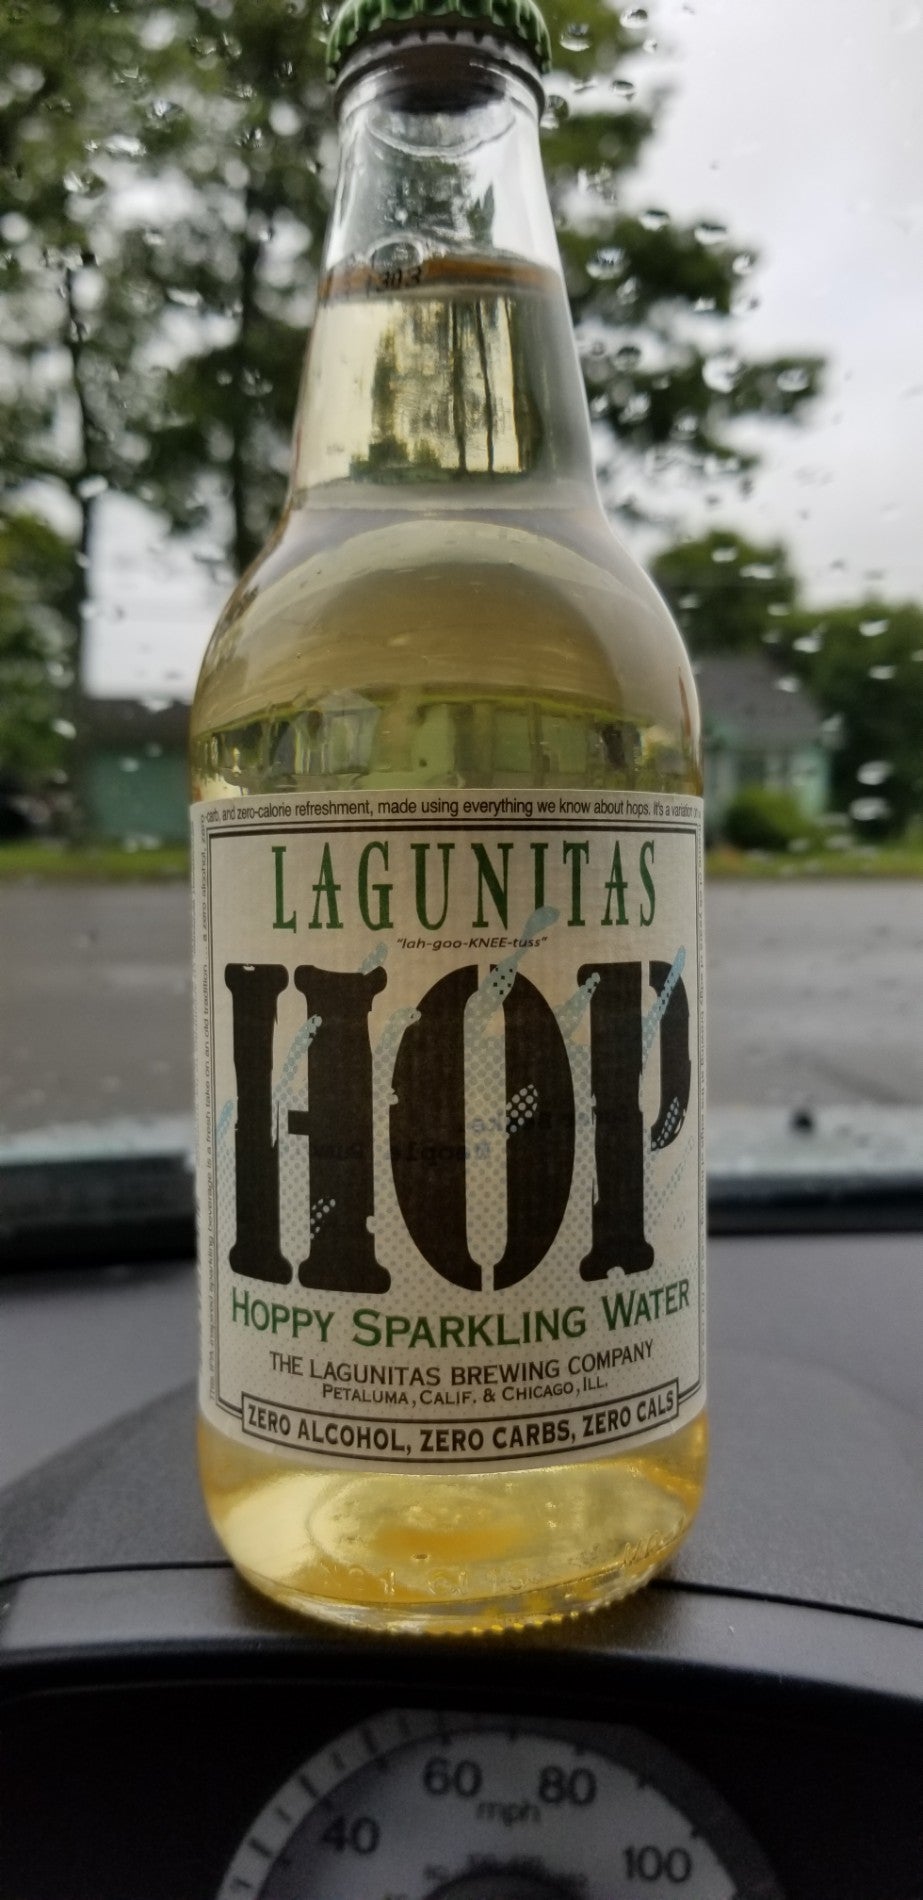 1303
-carb, and zero-calorie refreshment, made using everything we know about hops. It's a variation
LAGUNITAS
"lah-goo-KNEE-tuss"
HOP
HOPPY SPARKLING WATER
THE LAGUNITAS BREWING COMPANY
PETALUMA, CALIF. & CHICAGO, ILL.
ZERO ALCOHOL, ZERO CARBS, ZERO CALS
40 60 80 100
mph